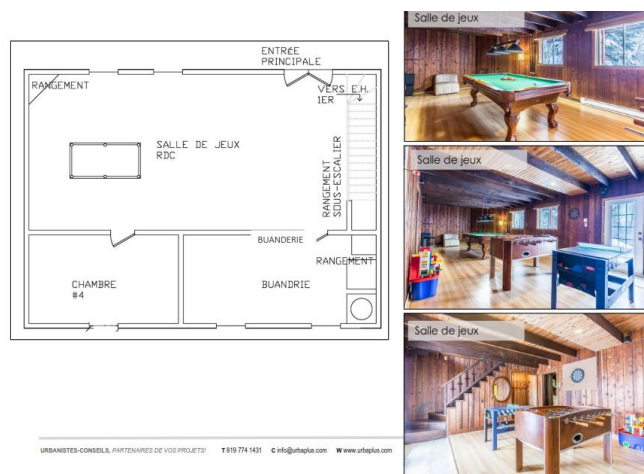 ENTRÉE
PRINCIPALE
RANGEMENT
VERS E.H.
1ER
SALLE DE JEUX
RDC
RANGEMENT
SOUS-ESCALIER
BUANDERIE
RANGEMENT
CHAMBRE
#4
BUANDRIE
URBANISTES-CONSEILS, PARTENAIRES DE VOS PROJETS! T 819 774 1431 C info@urbaplus.com W www.urbaplus.com
Salle de jeux
Salle de jeux
Salle de jeux